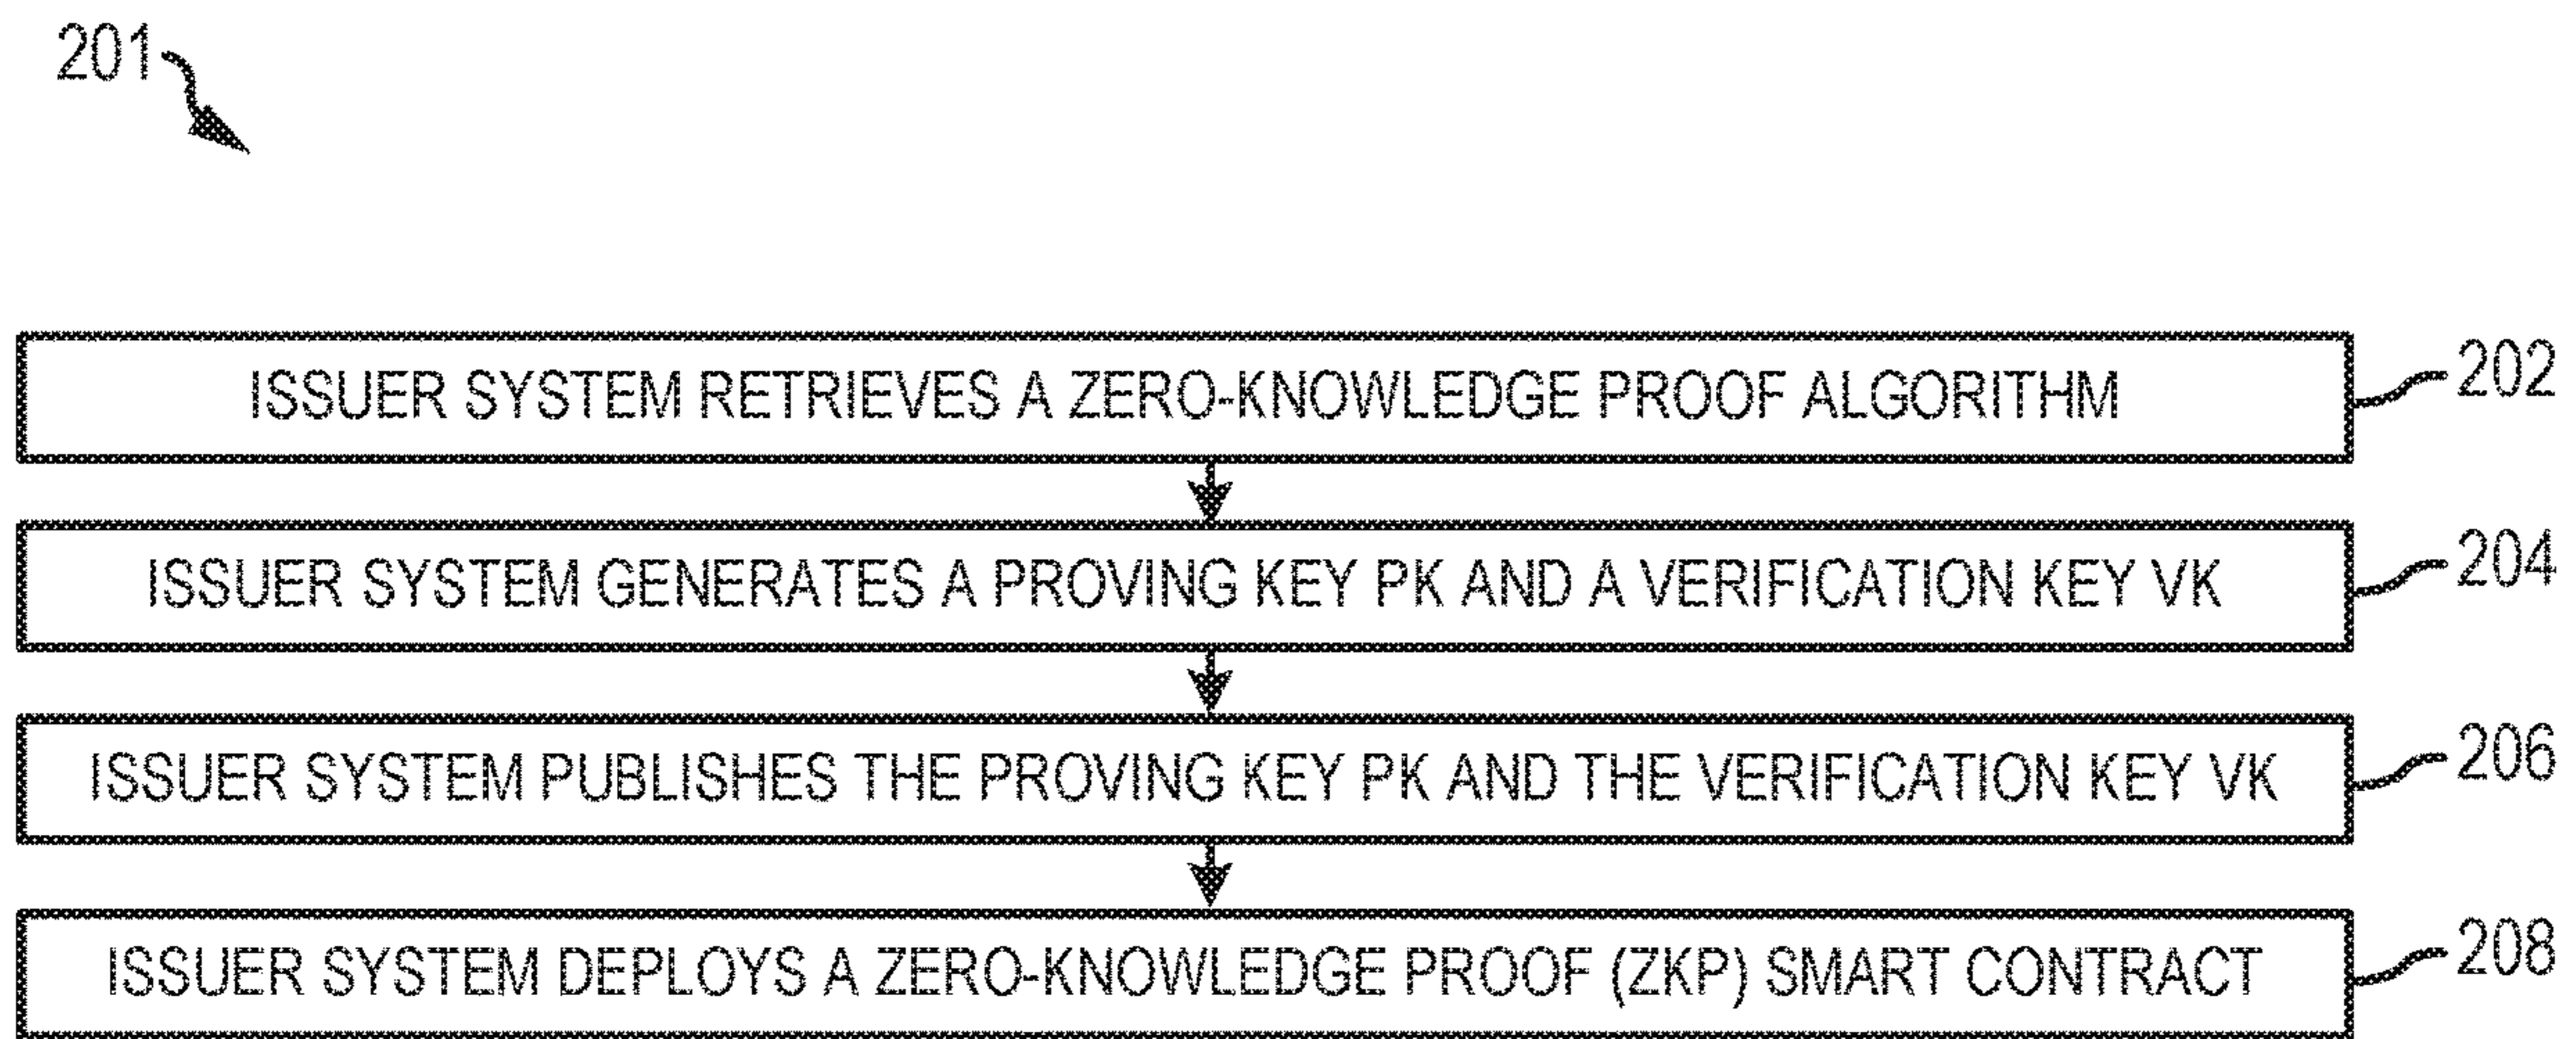 201
ISSUER SYSTEM RETRIEVES A ZERO-KNOWLEDGE PROOF ALGORITHM
202
ISSUER SYSTEM GENERATES A PROVING KEY PK AND A VERIFICATION KEY VK
204
ISSUER SYSTEM PUBLISHES THE PROVING KEY PK AND THE VERIFICATION KEY VK
206
ISSUER SYSTEM DEPLOYS A ZERO-KNOWLEDGE PROOF (ZKP) SMART CONTRACT
208